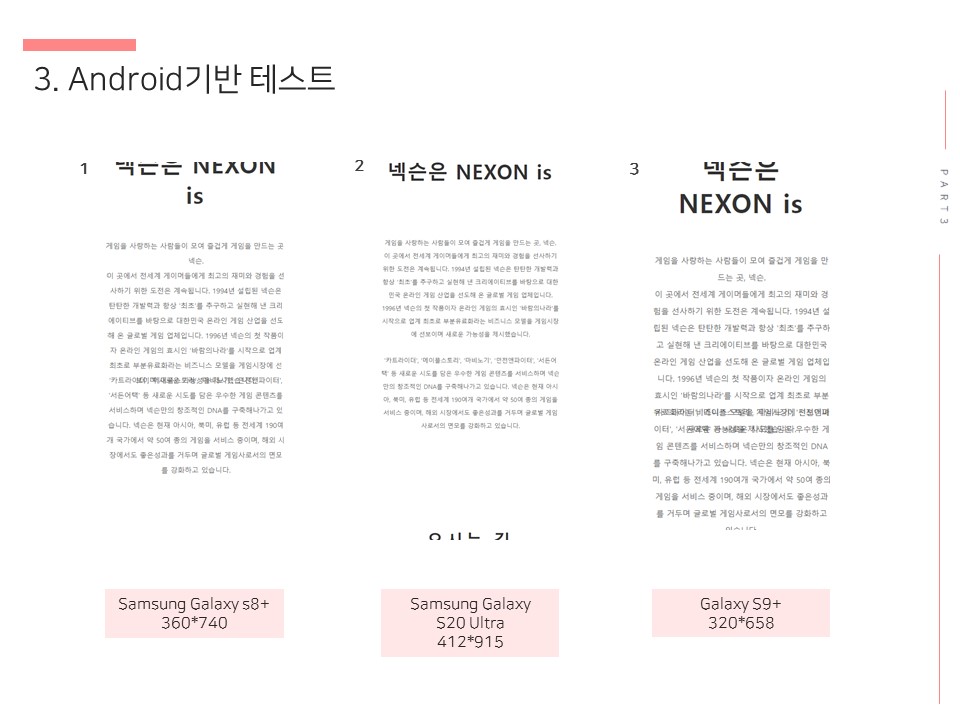 3. Android기반 테스트
PART3
1
넥슨은 NEXON
is
게임을 사랑하는 사람들이 모여 즐겁게 게임을 만드는 곳
넥슨.
이 곳에서 전세계 게이머들에게 최고의 재미와 경험을 선
사하기 위한 도전은 계속됩니다. 1994년 설립된 넥슨은
탄탄한 개발력과 항상 '최초'를 추구하고 실현해 낸 크리
에이티브를 바탕으로 대한민국 온라인 게임 산업을 선도
해 온 글로벌 게임 업체입니다. 1996년 넥슨의 첫 작품이
자 온라인 게임의 효시인 '바람의나라'를 시작으로 업계
최초로 부분유료화라는 비즈니스 모델을 게임시장에 선
'서든어택' 등 새로운 시도를 담은 우수한 게임 콘텐츠를
서비스하며 넥슨만의 창조적인 DNA를 구축해나가고 있
습니다. 넥슨은 현재 아시아, 북미, 유럽 등 전세계 190여
개 국가에서 약 50여 종의 게임을 서비스 중이며, 해외 시
장에서도 좋은성과를 거두며 글로벌 게임사로서의 면모
를 강화하고 있습니다.
Samsung Galaxy s8+
360*740
2
넥슨은 NEXON is
게임을 사랑하는 사람들이 모여 즐겁게 게임을 만드는 곳, 넥슨.
이 곳에서 전세계 게이머들에게 최고의 재미와 경험을 선사하기
위한 도전은 계속됩니다. 1994년 설립된 넥슨은 탄탄한 개발력과
항상 '최초'를 추구하고 실현해 낸 크리에이티브를 바탕으로 대한
민국 온라인 게임 산업을 선도해 온 글로벌 게임 업체입니다.
1996년 넥슨의 첫 작품이자 온라인 게임의 효시인 '바람의나라'를
시작으로 업계 최초로 부분유료화라는 비즈니스 모델을 게임시장
에 선보이며 새로운 가능성을 제시했습니다.
'카트라이더', '메이플스토리', '마비노기', '던전앤파이터', '서든어
택' 등 새로운 시도를 담은 우수한 게임 콘텐츠를 서비스하며 넥슨
만의 창조적인 DNA를 구축해나가고 있습니다. 넥슨은 현재 아시
아, 북미, 유럽 등 전세계 190여개 국가에서 약 50여 종의 게임을
서비스 중이며, 해외 시장에서도 좋은성과를 거두며 글로벌 게임
사로서의 면모를 강화하고 있습니다.
오시는 길
Samsung Galaxy
S20 Ultra
412*915
3
넥슨은
NEXON is
게임을 사랑하는 사람들이 모여 즐겁게 게임을 만
드는 곳, 넥슨.
이 곳에서 전세계 게이머들에게 최고의 재미와 경
험을 선사하기 위한 도전은 계속됩니다. 1994년 설
립된 넥슨은 탄탄한 개발력과 항상 '최초'를 추구하
고 실현해 낸 크리에이티브를 바탕으로 대한민국
온라인 게임 산업을 선도해 온 글로벌 게임 업체입
니다. 1996년 넥슨의 첫 작품이자 온라인 게임의
효시인 '바람의나라'를 시작으로 업계 최초로 부분
임 콘텐츠를 서비스하며 넥슨만의 창조적인 DNA
를 구축해나가고 있습니다. 넥슨은 현재 아시아, 북
미, 유럽 등 전세계 190여개 국가에서 약 50여 종의
게임을 서비스 중이며, 해외 시장에서도 좋은성과
를 거두며 글로벌 게임사로서의 면모를 강화하고
있습니다.
Galaxy S9+
320*658